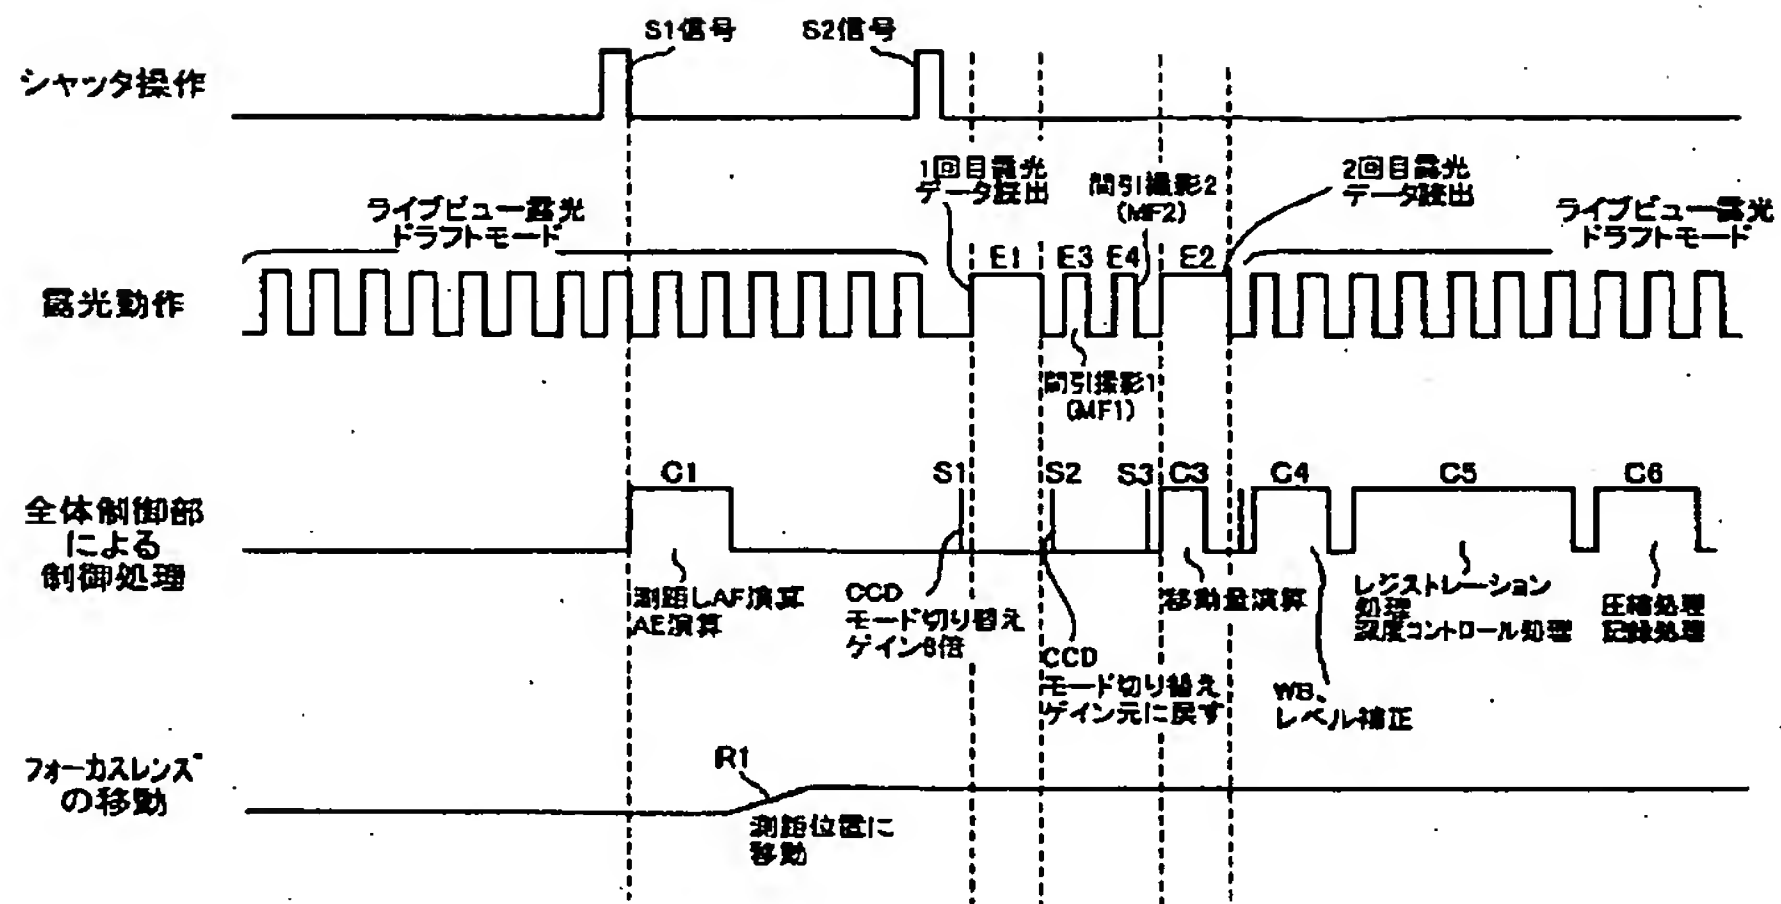 S1信号
S2信号
シャッタ操作
1回目露光
データ読出
間引撮影2
(MF2)
2回目露光
データ読出
ライブビュー露光
ドラフトモード
ライブビュー露光
ドラフトモード
E1
E3
E4
E2
露光動作
間引撮影1
(MF1)
C1
S1
S2
S3
C3
C4
C5
C6
全体制御部
による
制御処理
測距しAF演算
AE演算
CCD
モード切り替え
ゲイン8倍
CCD
モード切り替え
ゲイン元に戻す
移動量演算
WB、
レベル補正
レジストレーション
処理
深度コントロール処理
圧縮処理
記録処理
フォーカスレンズ
の移動
R1
測距位置に
移動